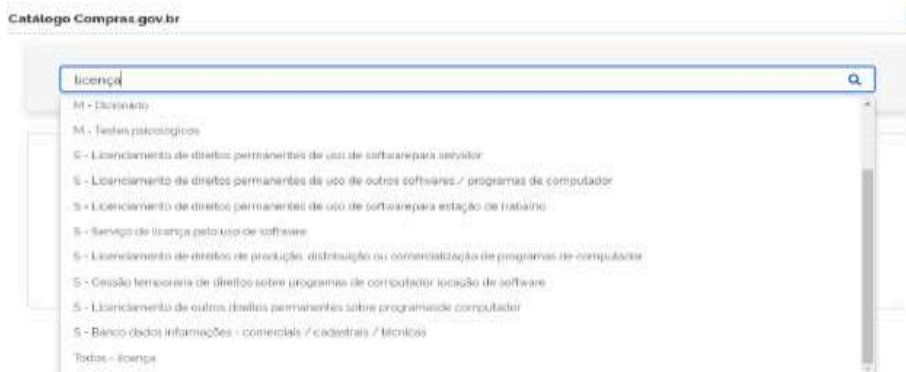 Catálogo Compras.gov.br
licença
M - Dicionário
M - Testes psicológicos
S - Licenciamento de direitos permanentes de uso de softwarepara servidor
S - Licenciamento de direitos permanentes de uso de outros softwares / programas de computador
S - Licenciamento de direitos permanentes de uso de softwarepara estação de trabalho
S - Serviço de licença pelo uso de software
S - Licenciamento de direitos de produção, distribuição ou comercialização de programas de computador
S - Cessão temporária de direitos sobre programas de computador locação de software
S - Licenciamento de outros direitos permanentes sobre programasde computador
S - Banco dados informações - comerciais / cadastrais / técnicas
Todos - licença